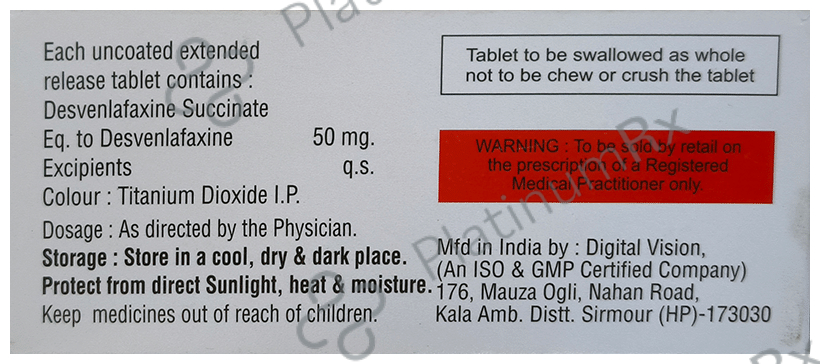 Each uncoated extended
release tablet contains :
Desvenlafaxine Succinate
Eq. to Desvenlafaxine 50 mg.
Excipients q.s.
Colour : Titanium Dioxide I.P.
Dosage : As directed by the Physician.
Storage : Store in a cool, dry & dark place.
Protect from direct Sunlight, heat & moisture.
Keep medicines out of reach of children.
Tablet to be swallowed as whole
not to be chew or crush the tablet
WARNING : To be sold by retail on
the prescription of a Registered
Medical Practitioner only.
Mfd in India by : Digital Vision,
(An ISO & GMP Certified Company)
176, Mauza Ogli, Nahan Road,
Kala Amb. Distt. Sirmour (HP)-173030
PlatinumRx